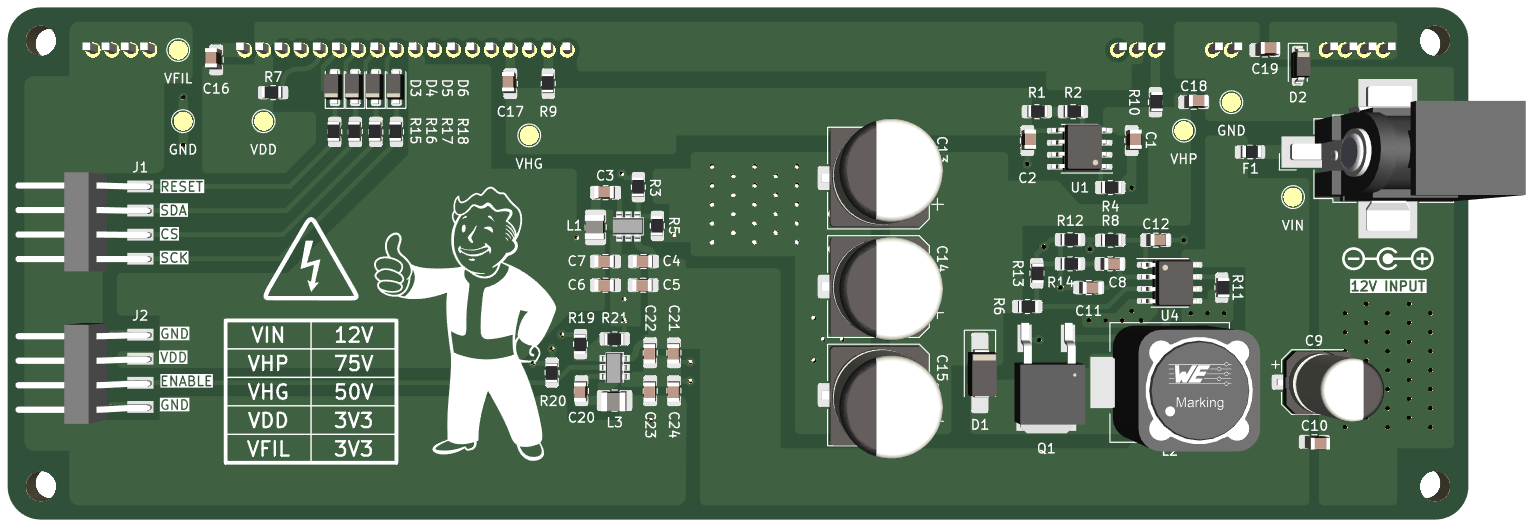 VFIL
C16
R7
D3
D4
D5
D6
C17
R9
GND
VDD
R15
R16
R17
R18
VHG
R1
R2
R10
C18
C19
D2
GND
C13
C2
C1
VHP
F1
U1
R4
VIN
J1
RESET
SDA
CS
SCK
C3
R3
L1
R5
C7
C4
C6
C5
R12
R8
C12
C14
R13
R14
C8
R11
C11
R6
U4
12V INPUT
J2
GND
VDD
ENABLE
GND
VIN 12V
VHP 75V
VHG 50V
VDD 3V3
VFIL 3V3
R19
R21
C22
C21
R20
C20
L3
C23
C24
C15
D1
Q1
L2
WE
Marking
C9
C10